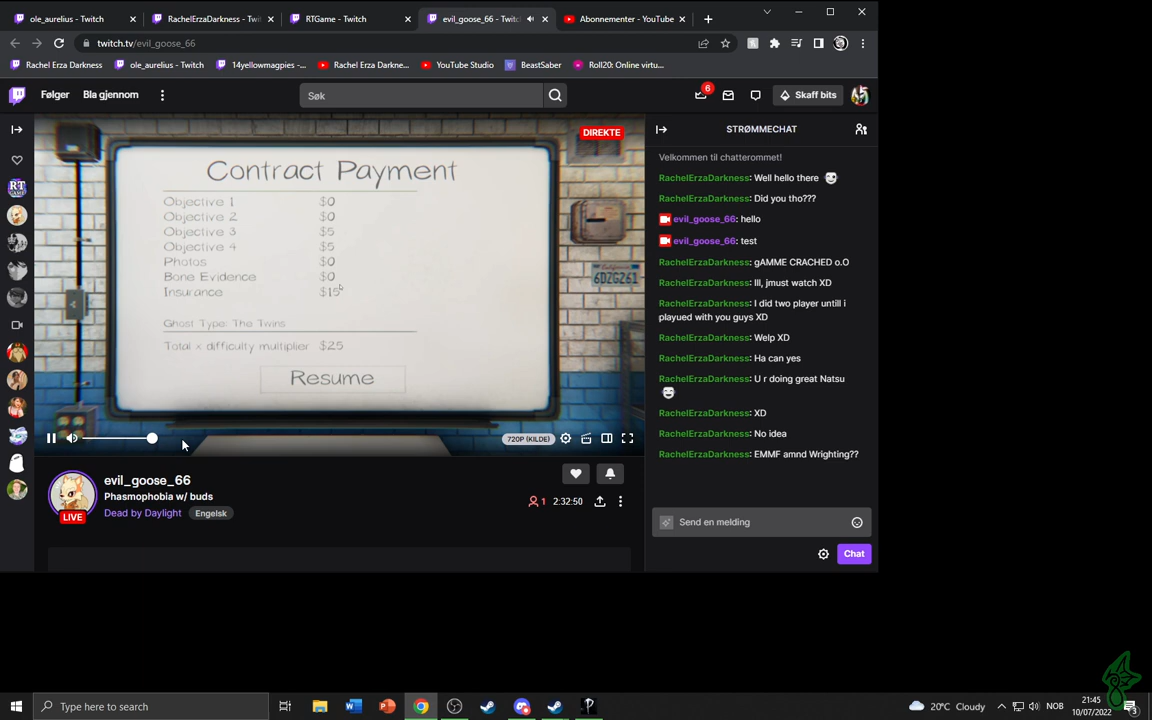 ole_aurelius - Twitch
RachelErzaDarkness - Twi
RTGame - Twitch
evil_goose_66 - Twitc
Abonnementer - YouTube
twitch.tv/evil_goose_66
Rachel Erza Darkness
ole_aurelius - Twitch
14yellowmagpies -...
Rachel Erza Darkne...
YouTube Studio
BeastSaber
Roll20: Online virtu...
Følger
Bla gjennom
Søk
6
Skaff bits
DIREKTE
Contract Payment
Objective 1 $0
Objective 2 $0
Objective 3 $5
Objective 4 $5
Photos $0
Bone Evidence $0
Insurance $15
Ghost Type: The Twins
Total x difficulty multiplier $25
Resume
6DZG261
RT
720P (KILDE)
evil_goose_66
Phasmophobia w/ buds
Dead by Daylight Engelsk
LIVE
1 2:32:50
STRØMMECHAT
Velkommen til chatterommet!
RachelErzaDarkness: Well hello there
RachelErzaDarkness: Did you tho???
evil_goose_66: hello
evil_goose_66: test
RachelErzaDarkness: gAMME CRACHED o.O
RachelErzaDarkness: Ill, jmust watch XD
RachelErzaDarkness: I did two player untill i
playued with you guys XD
RachelErzaDarkness: Welp XD
RachelErzaDarkness: Ha can yes
RachelErzaDarkness: U r doing great Natsu
RachelErzaDarkness: XD
RachelErzaDarkness: No idea
RachelErzaDarkness: EMMF amnd Wrighting??
Send en melding
Chat
Type here to search
20°C Cloudy
NOB
21:45
10/07/2022
3